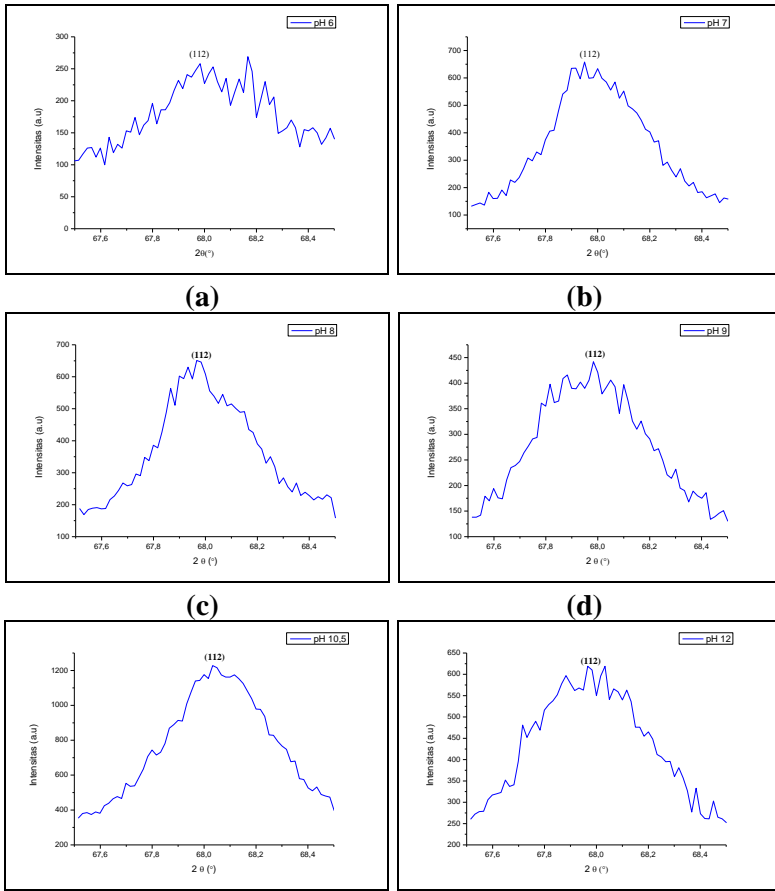 pH 6
(112)
300
250
200
150
100
50
0
Intensitas (a.u)
67,6 67,8 68,0 68,2 68,4
2θ(°)
(a)
pH 7
(112)
700
600
500
400
300
200
100
Intensitas (a.u)
67,6 67,8 68,0 68,2 68,4
2 θ(°)
(b)
pH 8
(112)
700
600
500
400
300
200
100
Intensitas (a.u)
67,6 67,8 68,0 68,2 68,4
2 θ (°)
(c)
pH 9
(112)
450
400
350
300
250
200
150
100
Intensitas (a.u)
67,6 67,8 68,0 68,2 68,4
2 θ (°)
(d)
pH 10,5
(112)
1200
1000
800
600
400
200
Intensitas (a.u)
67,6 67,8 68,0 68,2 68,4
2 θ (°)
pH 12
(112)
650
600
550
500
450
400
350
300
250
200
Intensitas (a.u)
67,6 67,8 68,0 68,2 68,4
2 θ (°)